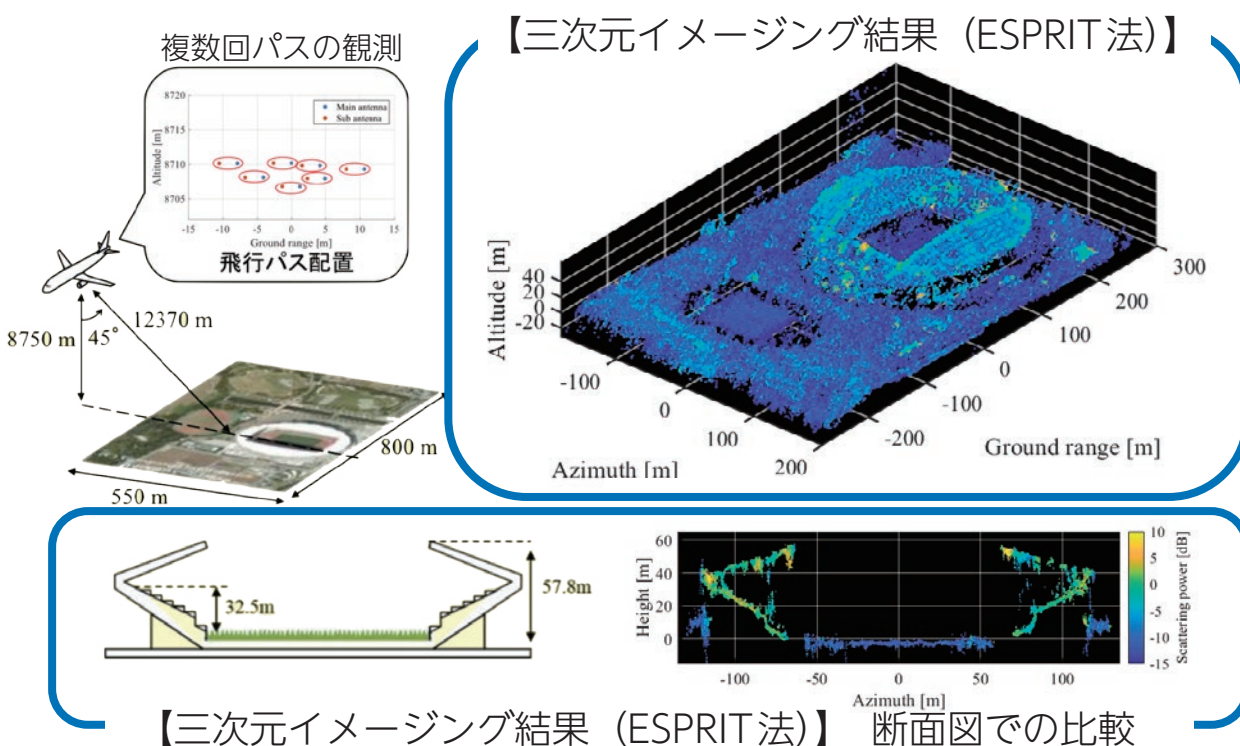 複数回パスの観測
8720
8715
8710
8705
Altitude [m]
Main antenna
Sub antenna
-15
-10
-5
0
5
10
15
Ground range [m]
飛行パス配置
8750 m
45°
12370 m
800 m
550 m
【三次元イメージング結果（ESPRIT法）】
Altitude [m]
40
20
0
-20
-100
0
100
200
Azimuth [m]
-200
-100
0
100
200
300
Ground range [m]
32.5m
57.8m
Height [m]
60
40
20
0
-100
-50
0
50
100
Azimuth [m]
10
5
0
-5
-10
-15
Scattering power [dB]
【三次元イメージング結果（ESPRIT法）】 断面図での比較